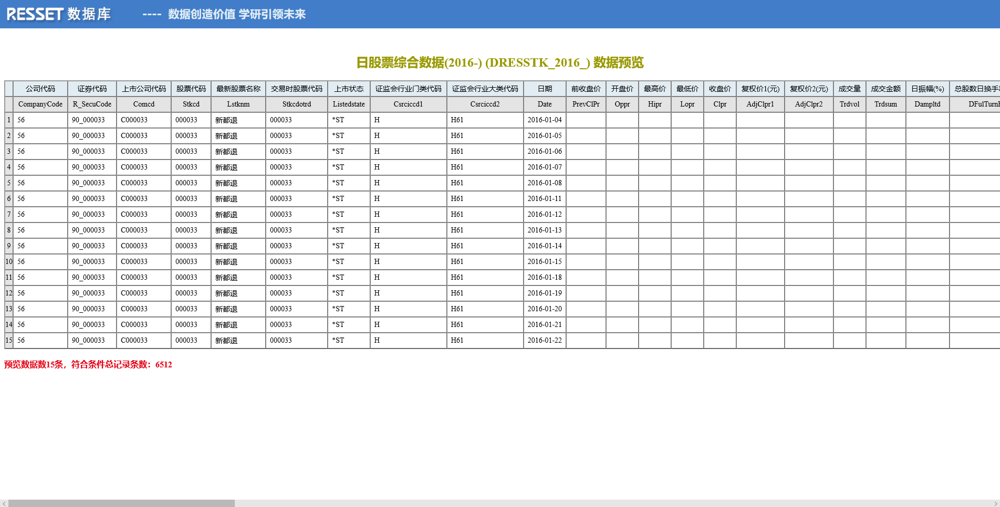 RESSET 数据库 ---- 数据创造价值 学研引领未来
日股票综合数据(2016-) (DRESSTK_2016_) 数据预览
公司代码 证券代码 上市公司代码 股票代码 最新股票名称 交易时股票代码 上市状态 证监会行业门类代码 证监会行业大类代码 日期 前收盘价 开盘价 最高价 最低价 收盘价 复权价1(元) 复权价2(元) 成交量 成交金额 日振幅(%) 总股数日换手
CompanyCode R_SecuCode Comcd Stkcd Lstknm Stkcdotrd Listedstate Csrciccd1 Csrciccd2 Date PrevClPr Oppr Hipr Lopr Clpr AdjClpr1 AdjClpr2 Trdvol Trdsum Dampltd DFulTurn
1 56 90_000033 C000033 000033 新都退 000033 *ST H H61 2016-01-04
2 56 90_000033 C000033 000033 新都退 000033 *ST H H61 2016-01-05
3 56 90_000033 C000033 000033 新都退 000033 *ST H H61 2016-01-06
4 56 90_000033 C000033 000033 新都退 000033 *ST H H61 2016-01-07
5 56 90_000033 C000033 000033 新都退 000033 *ST H H61 2016-01-08
6 56 90_000033 C000033 000033 新都退 000033 *ST H H61 2016-01-11
7 56 90_000033 C000033 000033 新都退 000033 *ST H H61 2016-01-12
8 56 90_000033 C000033 000033 新都退 000033 *ST H H61 2016-01-13
9 56 90_000033 C000033 000033 新都退 000033 *ST H H61 2016-01-14
10 56 90_000033 C000033 000033 新都退 000033 *ST H H61 2016-01-15
11 56 90_000033 C000033 000033 新都退 000033 *ST H H61 2016-01-18
12 56 90_000033 C000033 000033 新都退 000033 *ST H H61 2016-01-19
13 56 90_000033 C000033 000033 新都退 000033 *ST H H61 2016-01-20
14 56 90_000033 C000033 000033 新都退 000033 *ST H H61 2016-01-21
15 56 90_000033 C000033 000033 新都退 000033 *ST H H61 2016-01-22
预览数据数15条，符合条件总记录条数：6512